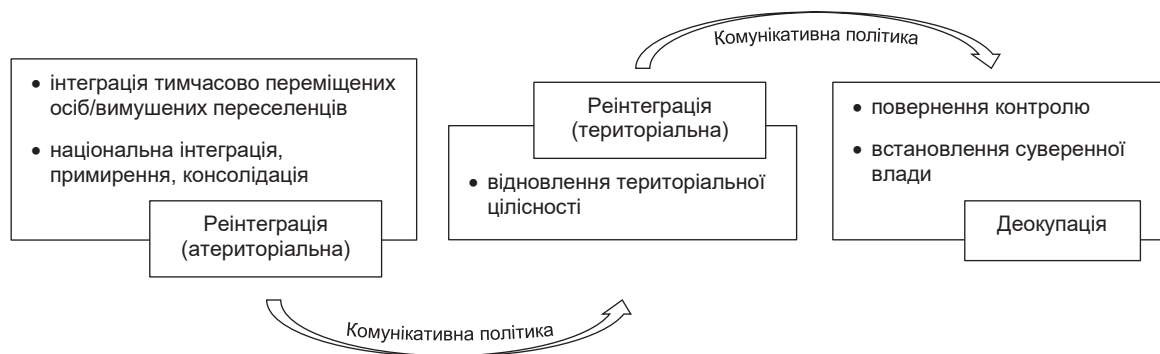 Комунікативна політика
• інтеграція тимчасово переміщених
осіб/вимушених переселенців
• національна інтеграція,
примирення, консолідація
Реінтеграція
(атериторіальна)
Реінтеграція
(територіальна)
• відновлення територіальної
цілісності
• повернення контролю
• встановлення суверенної
влади
Деокупація
Комунікативна політика